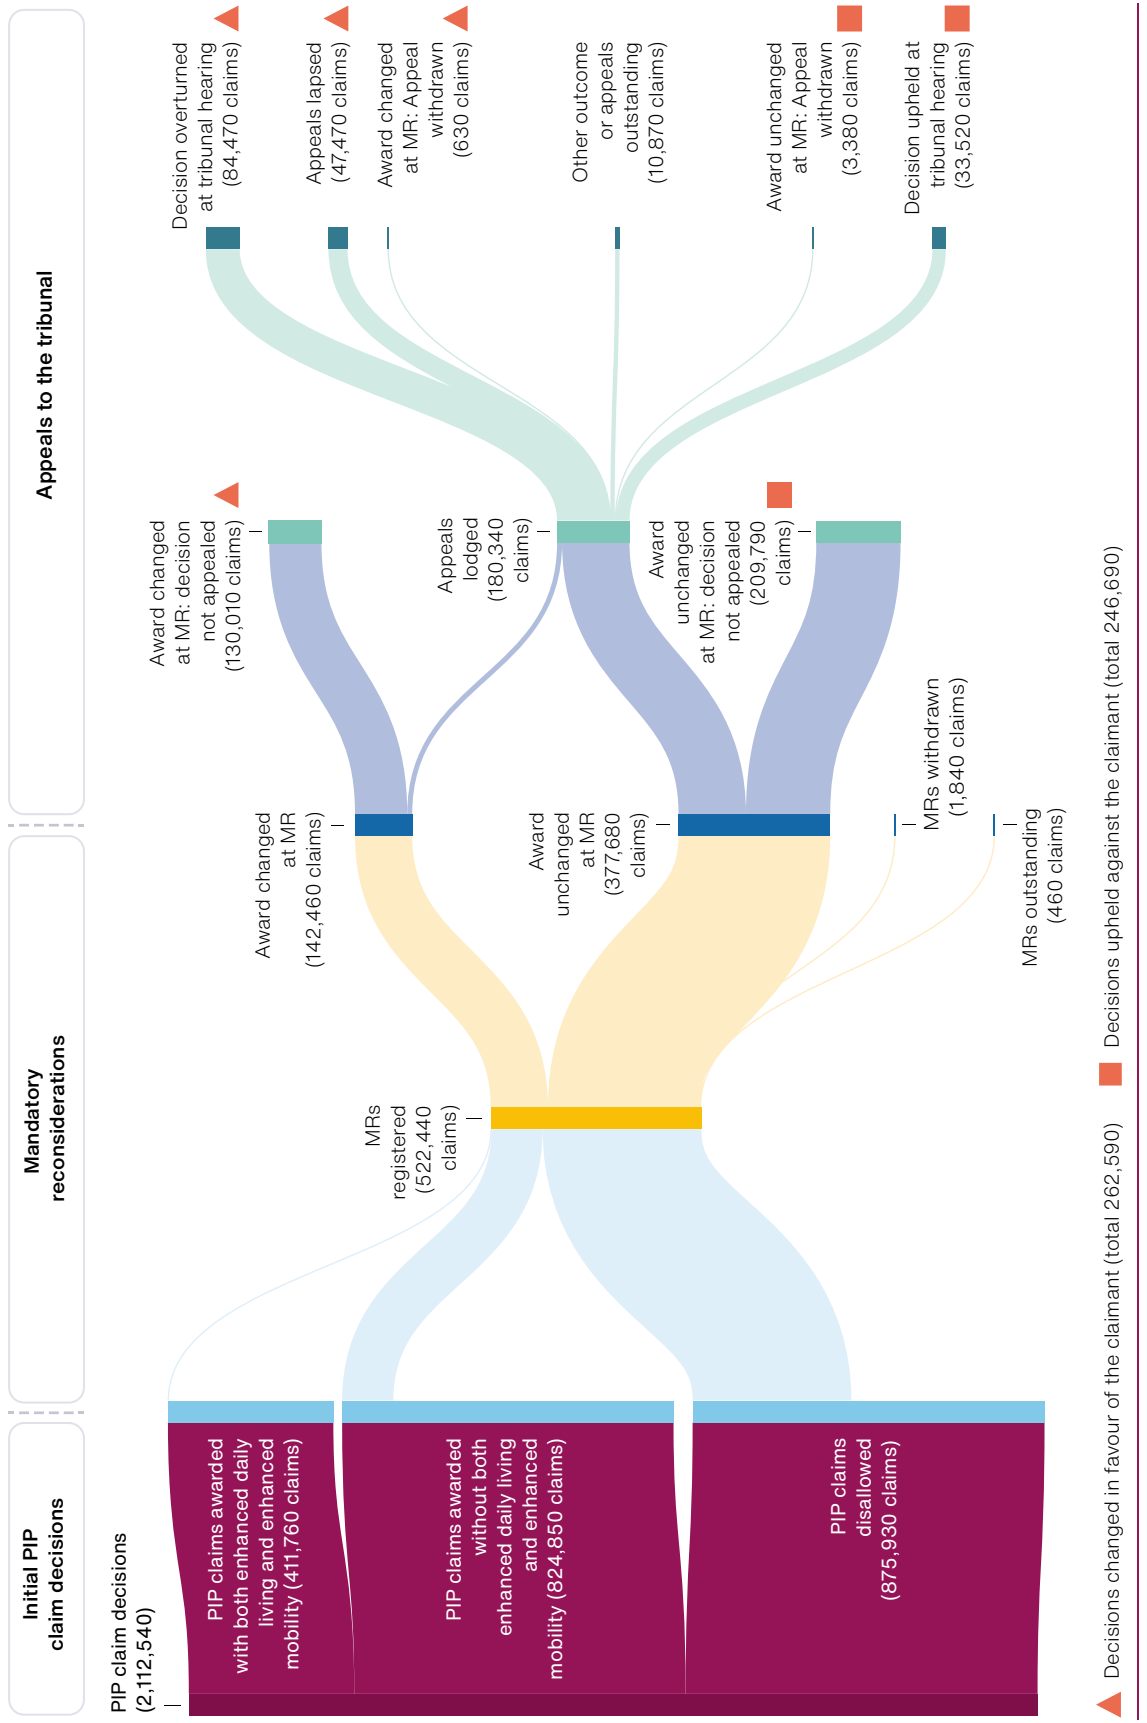 Initial PIP
claim decisions
Mandatory
reconsiderations
Appeals to the tribunal
PIP claim decisions
(2,112,540)
PIP claims awarded
with both enhanced daily
living and enhanced
mobility (411,760 claims)
PIP claims awarded
without both
enhanced daily living
and enhanced
mobility (824,850 claims)
PIP claims
disallowed
(875,930 claims)
MRs
registered
(522,440
claims)
Award changed
at MR
(142,460 claims)
Award
unchanged
at MR
(377,680
claims)
MRs withdrawn
(1,840 claims)
MRs outstanding
(460 claims)
Award changed
at MR: decision
not appealed
(130,010 claims)
Appeals
lodged
(180,340
claims)
Award
unchanged
at MR: decision
not appealed
(209,790
claims)
Decision overturned
at tribunal hearing
(84,470 claims)
Appeals lapsed
(47,470 claims)
Award changed
at MR: Appeal
withdrawn
(630 claims)
Other outcome
or appeals
outstanding
(10,870 claims)
Award unchanged
at MR: Appeal
withdrawn
(3,380 claims)
Decision upheld at
tribunal hearing
(33,520 claims)
Decisions changed in favour of the claimant (total 262,590)
Decisions upheld against the claimant (total 246,690)